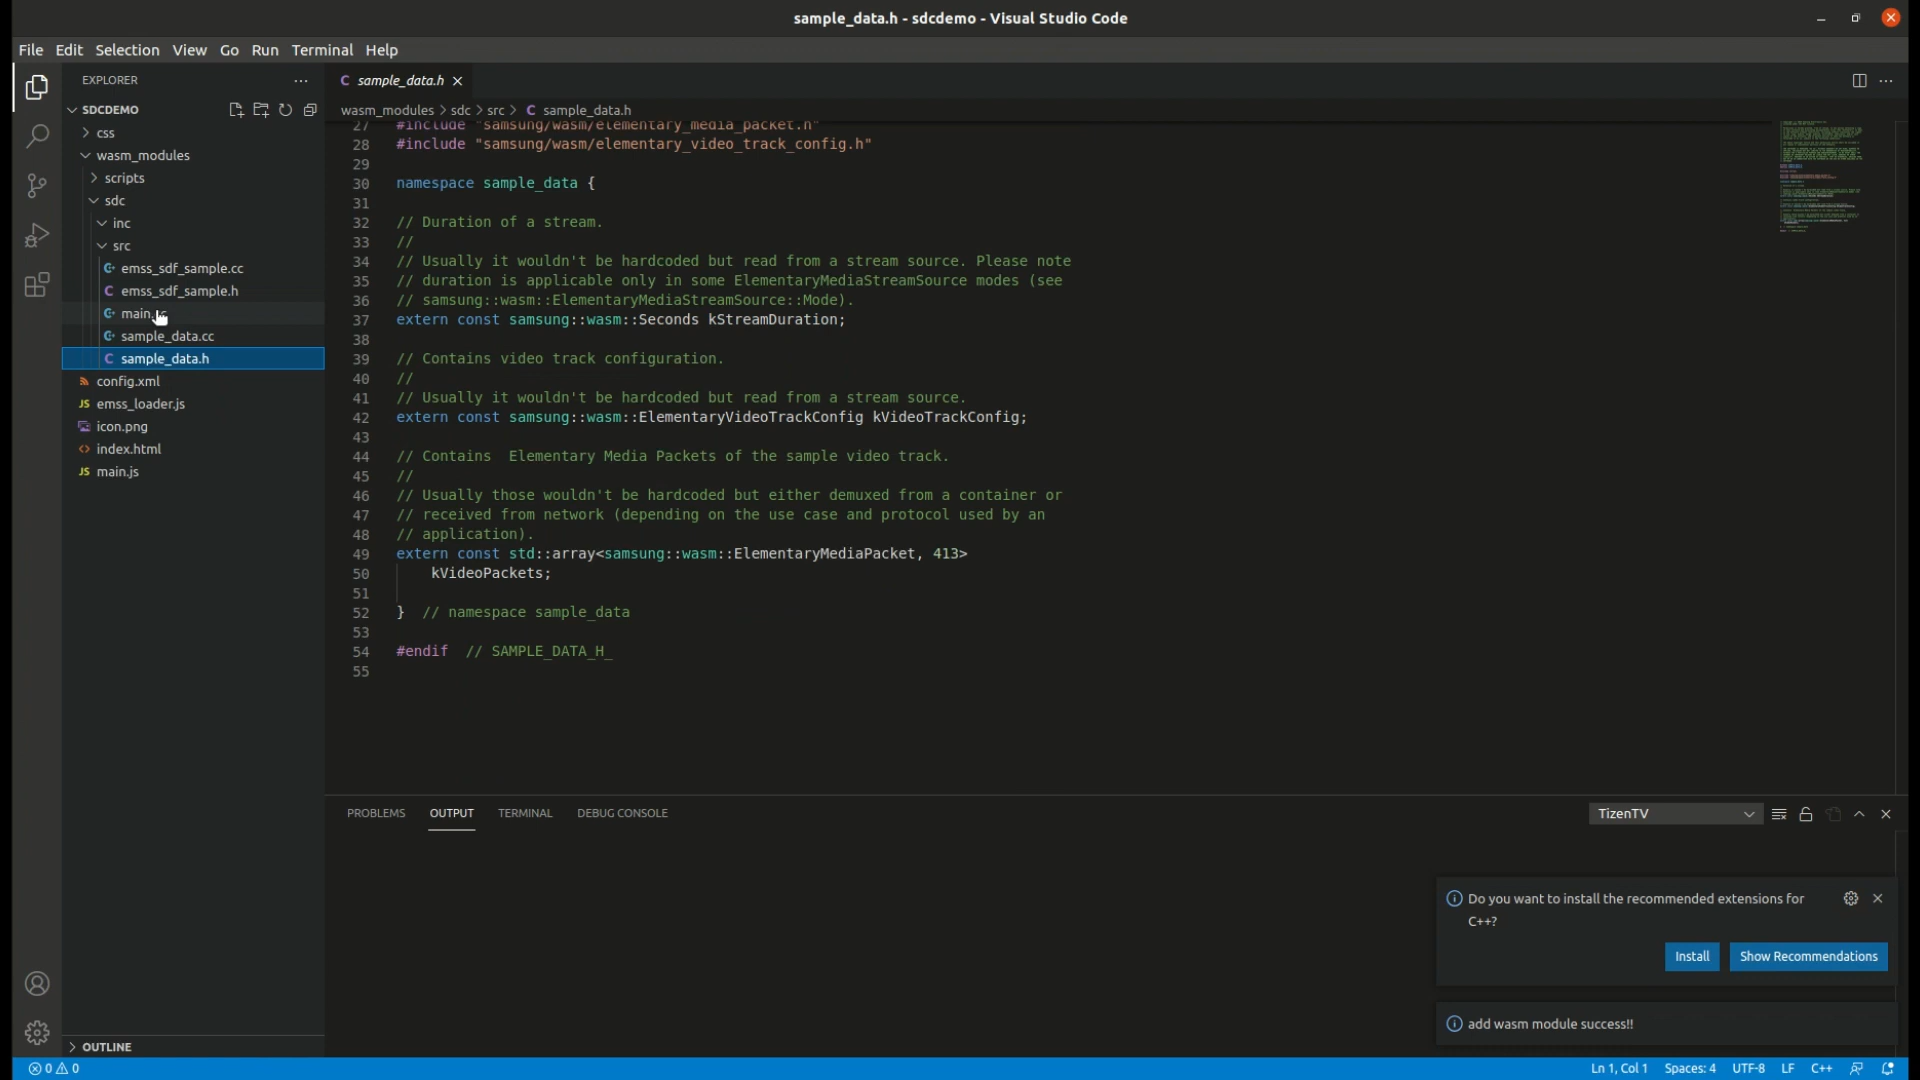 sample_data.h - sdcdemo - Visual Studio Code
File Edit Selection View Go Run Terminal Help
EXPLORER
SDCDEMO
css
wasm_modules
scripts
sdc
inc
src
emss_sdf_sample.cc
emss_sdf_sample.h
main.cc
sample_data.cc
sample_data.h
config.xml
emss_loader.js
icon.png
index.html
main.js
OUTLINE
sample_data.h
wasm_modules > sdc > src > C sample_data.h
27 #include "samsung/wasm/elementary_media_packet.h"
28 #include "samsung/wasm/elementary_video_track_config.h"
29
30 namespace sample_data {
31
32 // Duration of a stream.
33 //
34 // Usually it wouldn't be hardcoded but read from a stream source. Please note
35 // duration is applicable only in some ElementaryMediaStreamSource modes (see
36 // samsung::wasm::ElementaryMediaStreamSource::Mode).
37 extern const samsung::wasm::Seconds kStreamDuration;
38
39 // Contains video track configuration.
40 //
41 // Usually it wouldn't be hardcoded but read from a stream source.
42 extern const samsung::wasm::ElementaryVideoTrackConfig kVideoTrackConfig;
43
44 // Contains  Elementary Media Packets of the sample video track.
45 //
46 // Usually those wouldn't be hardcoded but either demuxed from a container or
47 // received from network (depending on the use case and protocol used by an
48 // application).
49 extern const std::array<samsung::wasm::ElementaryMediaPacket, 413>
50     kVideoPackets;
51
52 }  // namespace sample_data
53
54 #endif  // SAMPLE_DATA_H_
55
PROBLEMS OUTPUT TERMINAL DEBUG CONSOLE
TizenTV
Do you want to install the recommended extensions for
C++?
Install Show Recommendations
add wasm module success!!
0 0
Ln 1, Col 1 Spaces: 4 UTF-8 LF C++